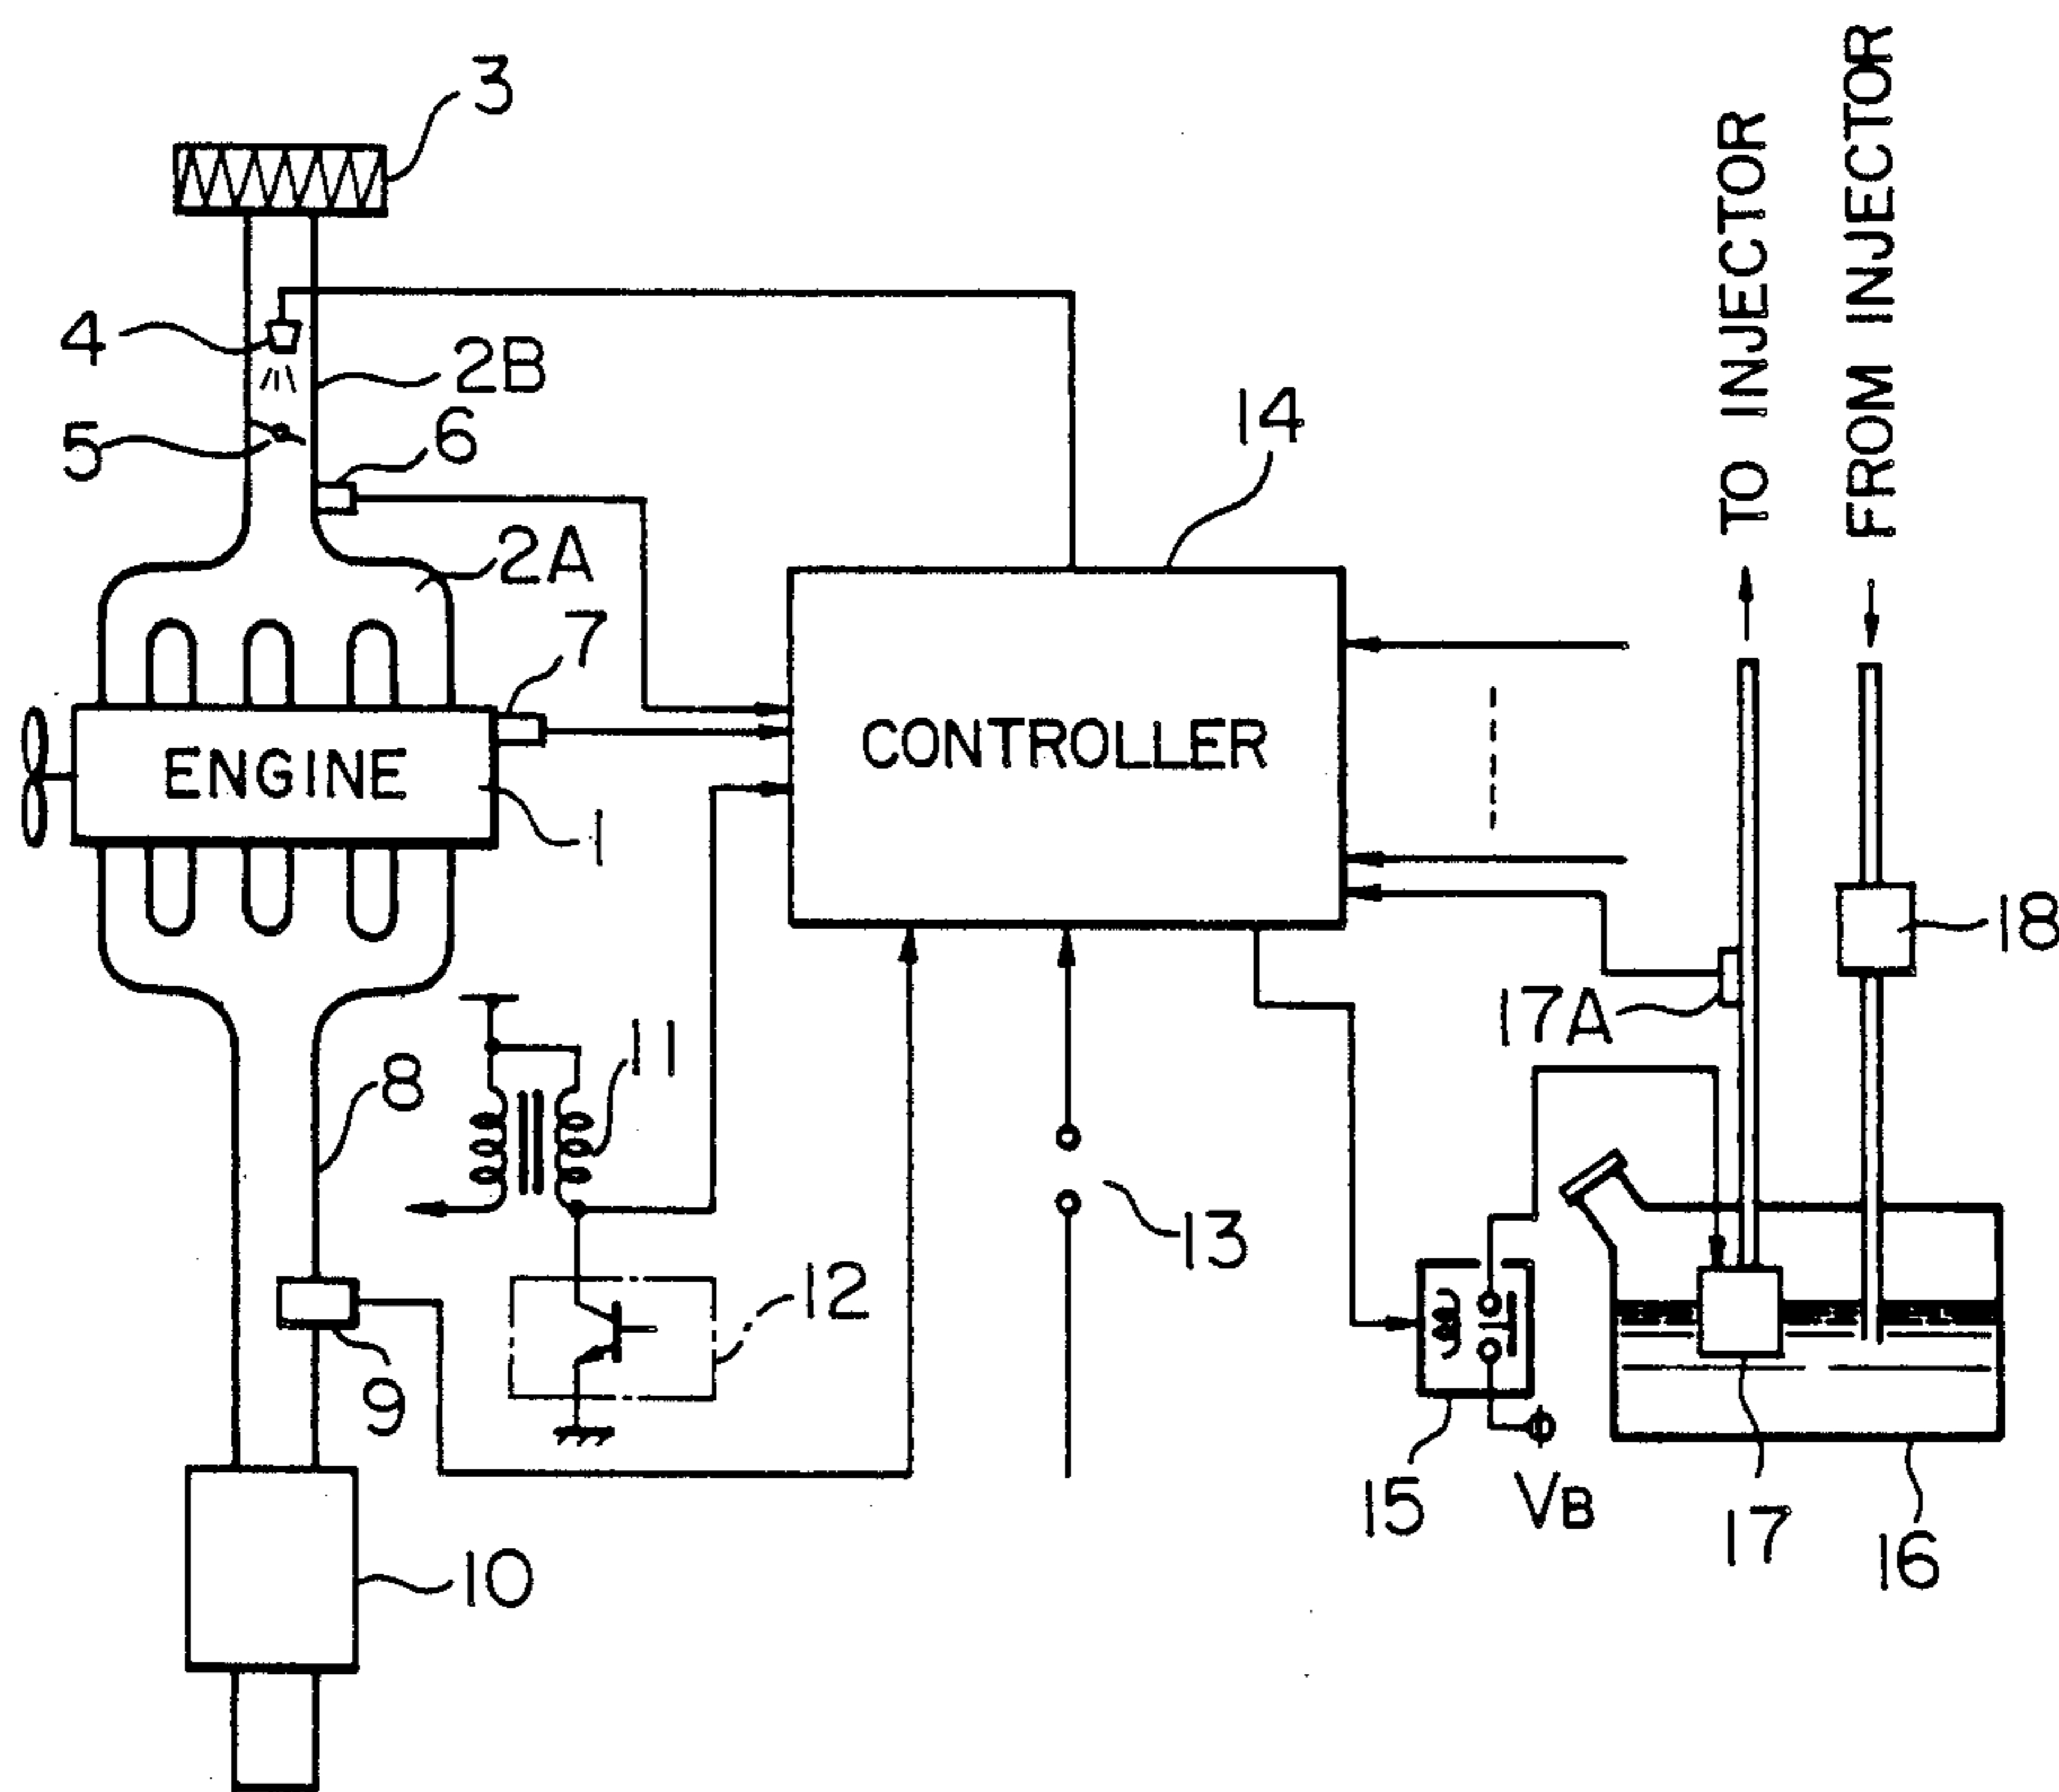 3
TO INJECTOR
FROM INJECTOR
4
2B
5
6
14
2A
7
CONTROLLER
ENGINE
1
18
17A
11
8
13
12
9
15
VB
17
16
10